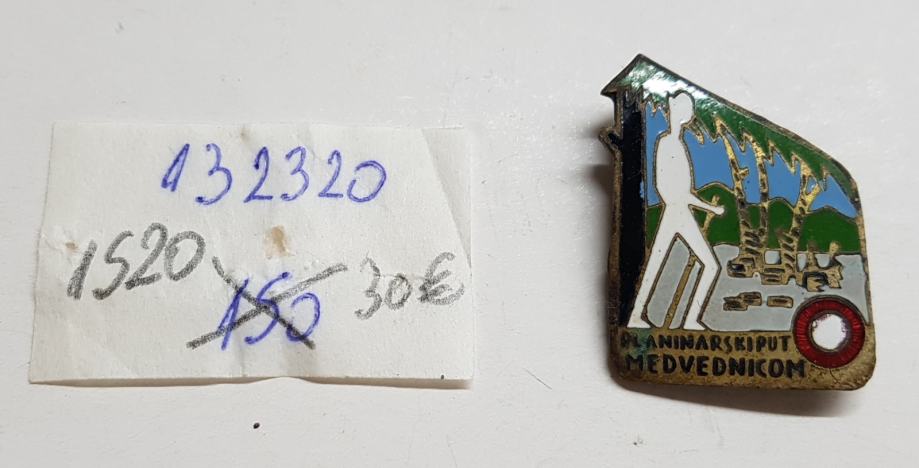 132320
1520
150
30€
PLANINARSKI PUT
MEDVEDNICOM